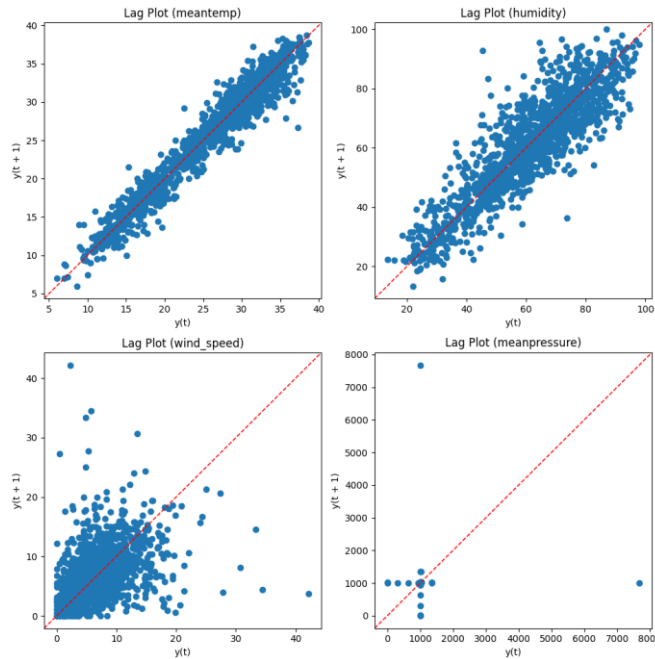 Lag Plot (meantemp)
40
35
30
25
20
15
10
5
y(t + 1)
5 10 15 20 25 30 35 40
y(t)
Lag Plot (humidity)
100
80
60
40
20
y(t + 1)
20 40 60 80 100
y(t)
Lag Plot (wind_speed)
40
30
20
10
0
y(t + 1)
0 10 20 30 40
y(t)
Lag Plot (meanpressure)
8000
7000
6000
5000
4000
3000
2000
1000
0
y(t + 1)
0 1000 2000 3000 4000 5000 6000 7000 8000
y(t)